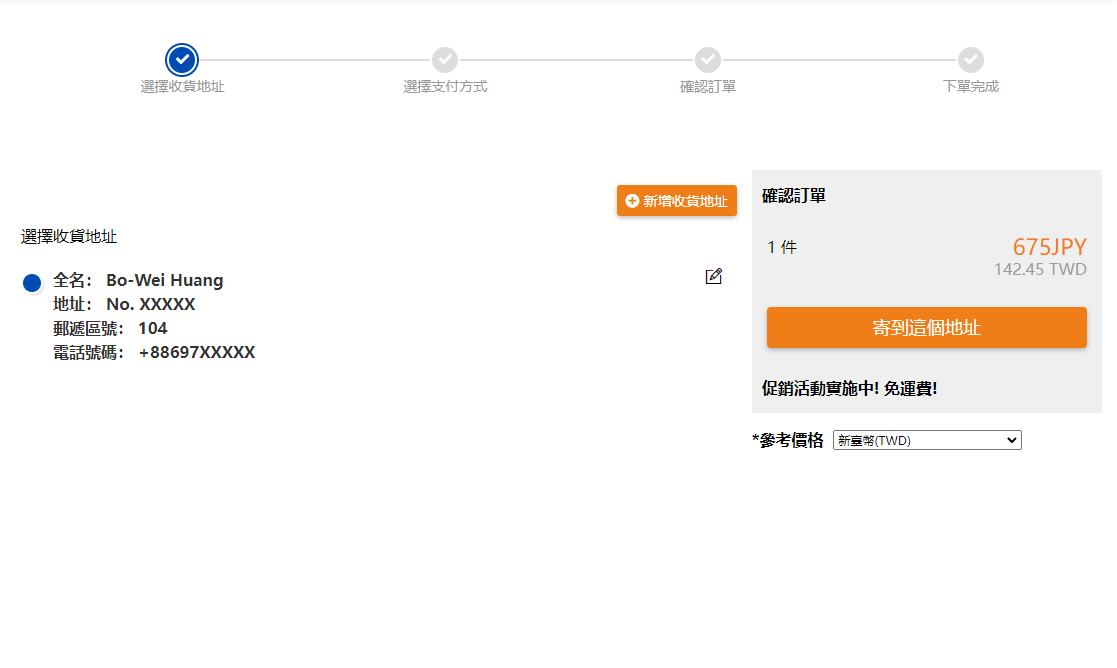 選擇收貨地址
選擇支付方式
確認訂單
下單完成
新增收貨地址
選擇收貨地址
全名： Bo-Wei Huang
地址： No. XXXXX
郵遞區號： 104
電話號碼： +88697XXXXX
確認訂單
1 件
675JPY
142.45 TWD
寄到這個地址
促銷活動實施中! 免運費!
*參考價格 新臺幣(TWD)